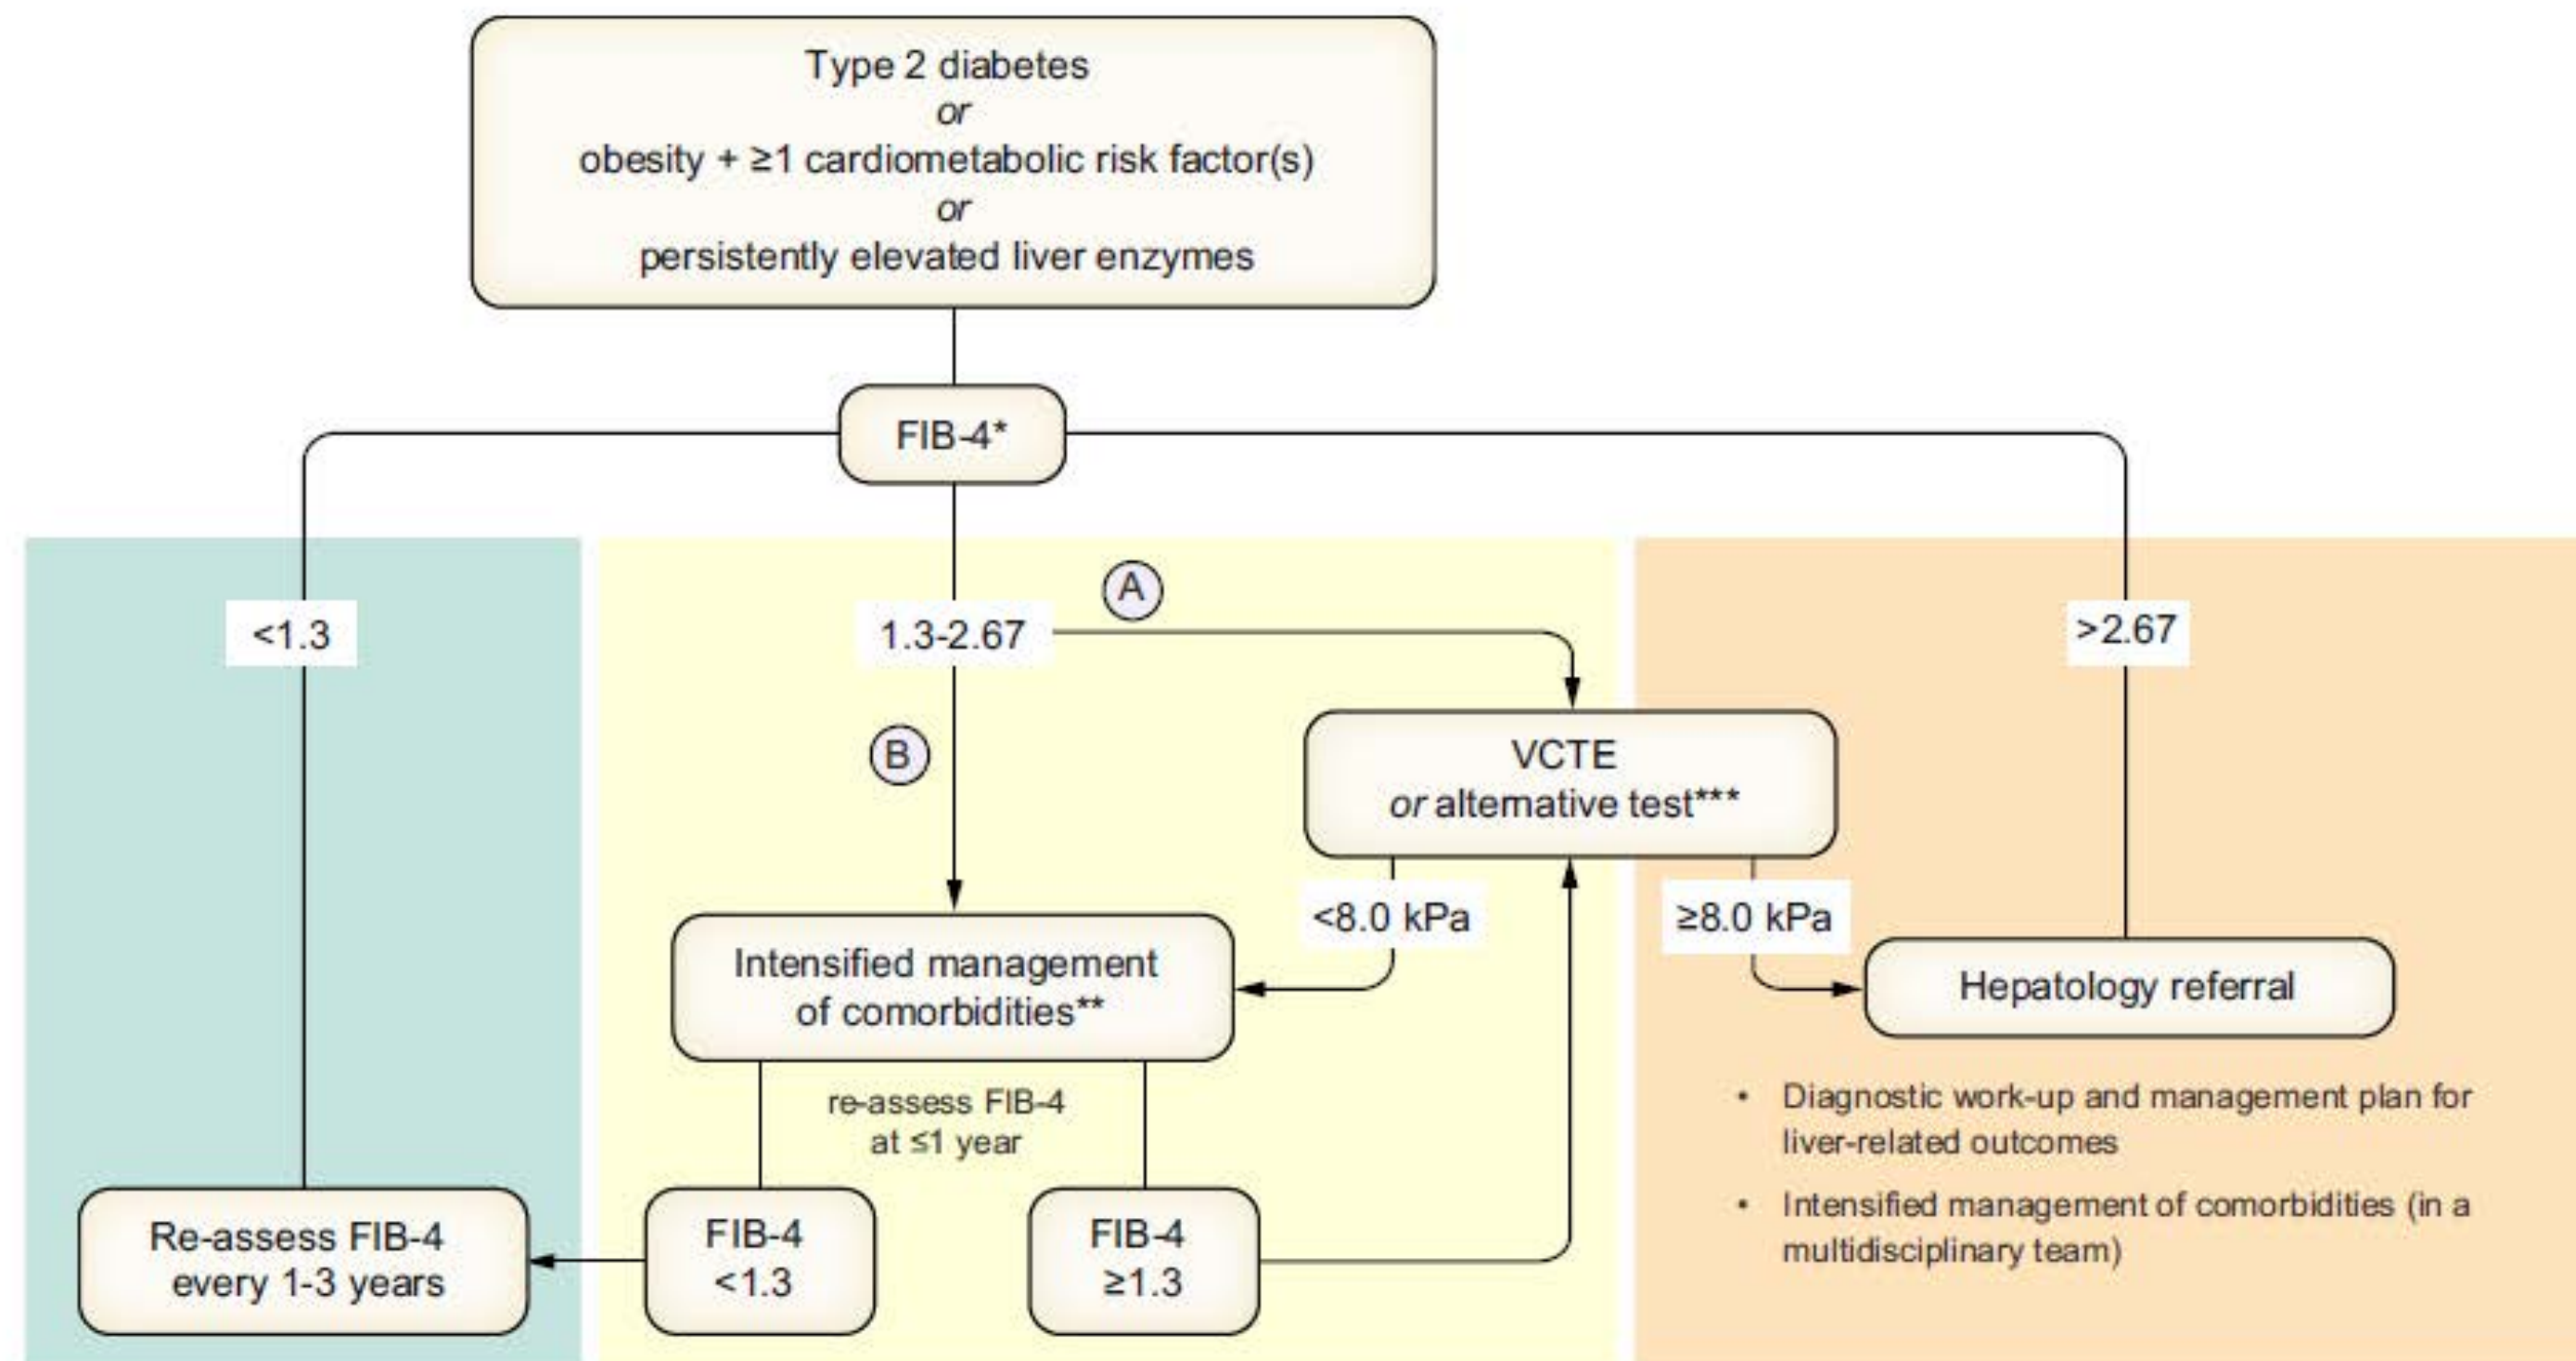 Type 2 diabetes
or
obesity + ≥1 cardiometabolic risk factor(s)
or
persistently elevated liver enzymes
FIB-4*
<1.3
1.3-2.67
>2.67
A
B
VCTE
or alternative test***
<8.0 kPa
≥8.0 kPa
Intensified management
of comorbidities**
Hepatology referral
re-assess FIB-4
at ≤1 year
• Diagnostic work-up and management plan for
liver-related outcomes
• Intensified management of comorbidities (in a
multidisciplinary team)
Re-assess FIB-4
every 1-3 years
FIB-4
<1.3
FIB-4
≥1.3